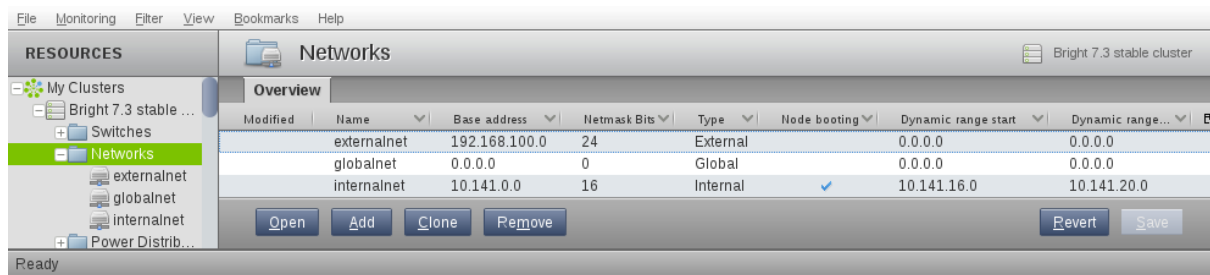 File Monitoring Filter View Bookmarks Help
RESOURCES
Networks
Bright 7.3 stable cluster
My Clusters
Bright 7.3 stable ...
Switches
Networks
externalnet
globalnet
internalnet
Power Distrib...
Overview
Modified Name Base address Netmask Bits Type Node booting Dynamic range start Dynamic range...
externalnet 192.168.100.0 24 External 0.0.0.0 0.0.0.0
globalnet 0.0.0.0 0 Global 0.0.0.0 0.0.0.0
internalnet 10.141.0.0 16 Internal 10.141.16.0 10.141.20.0
Open Add Clone Remove Revert Save
Ready